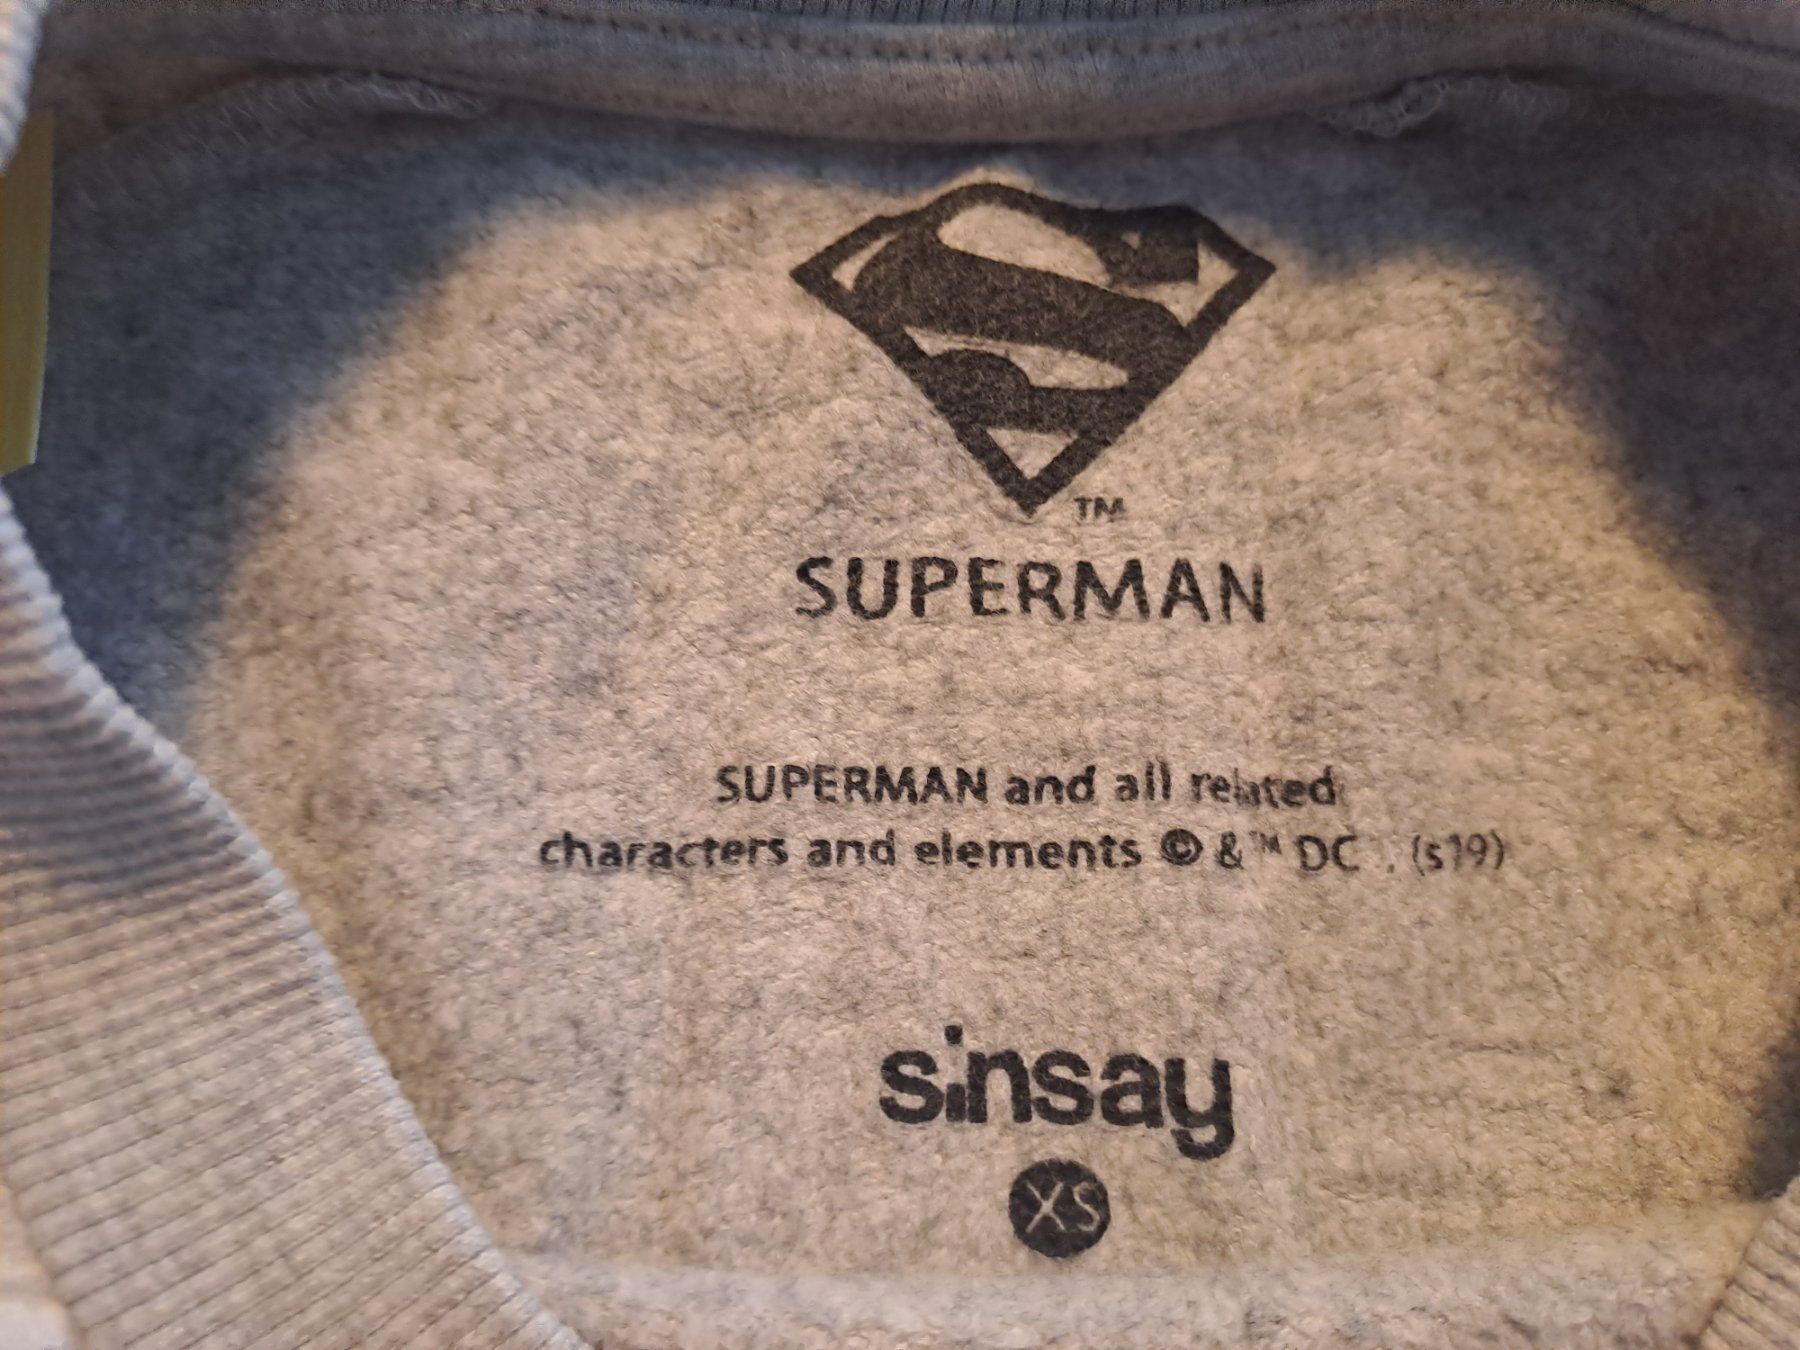 S
TM
SUPERMAN
SUPERMAN and all related
characters and elements © & ™ DC . (s19)
sinsay
XS